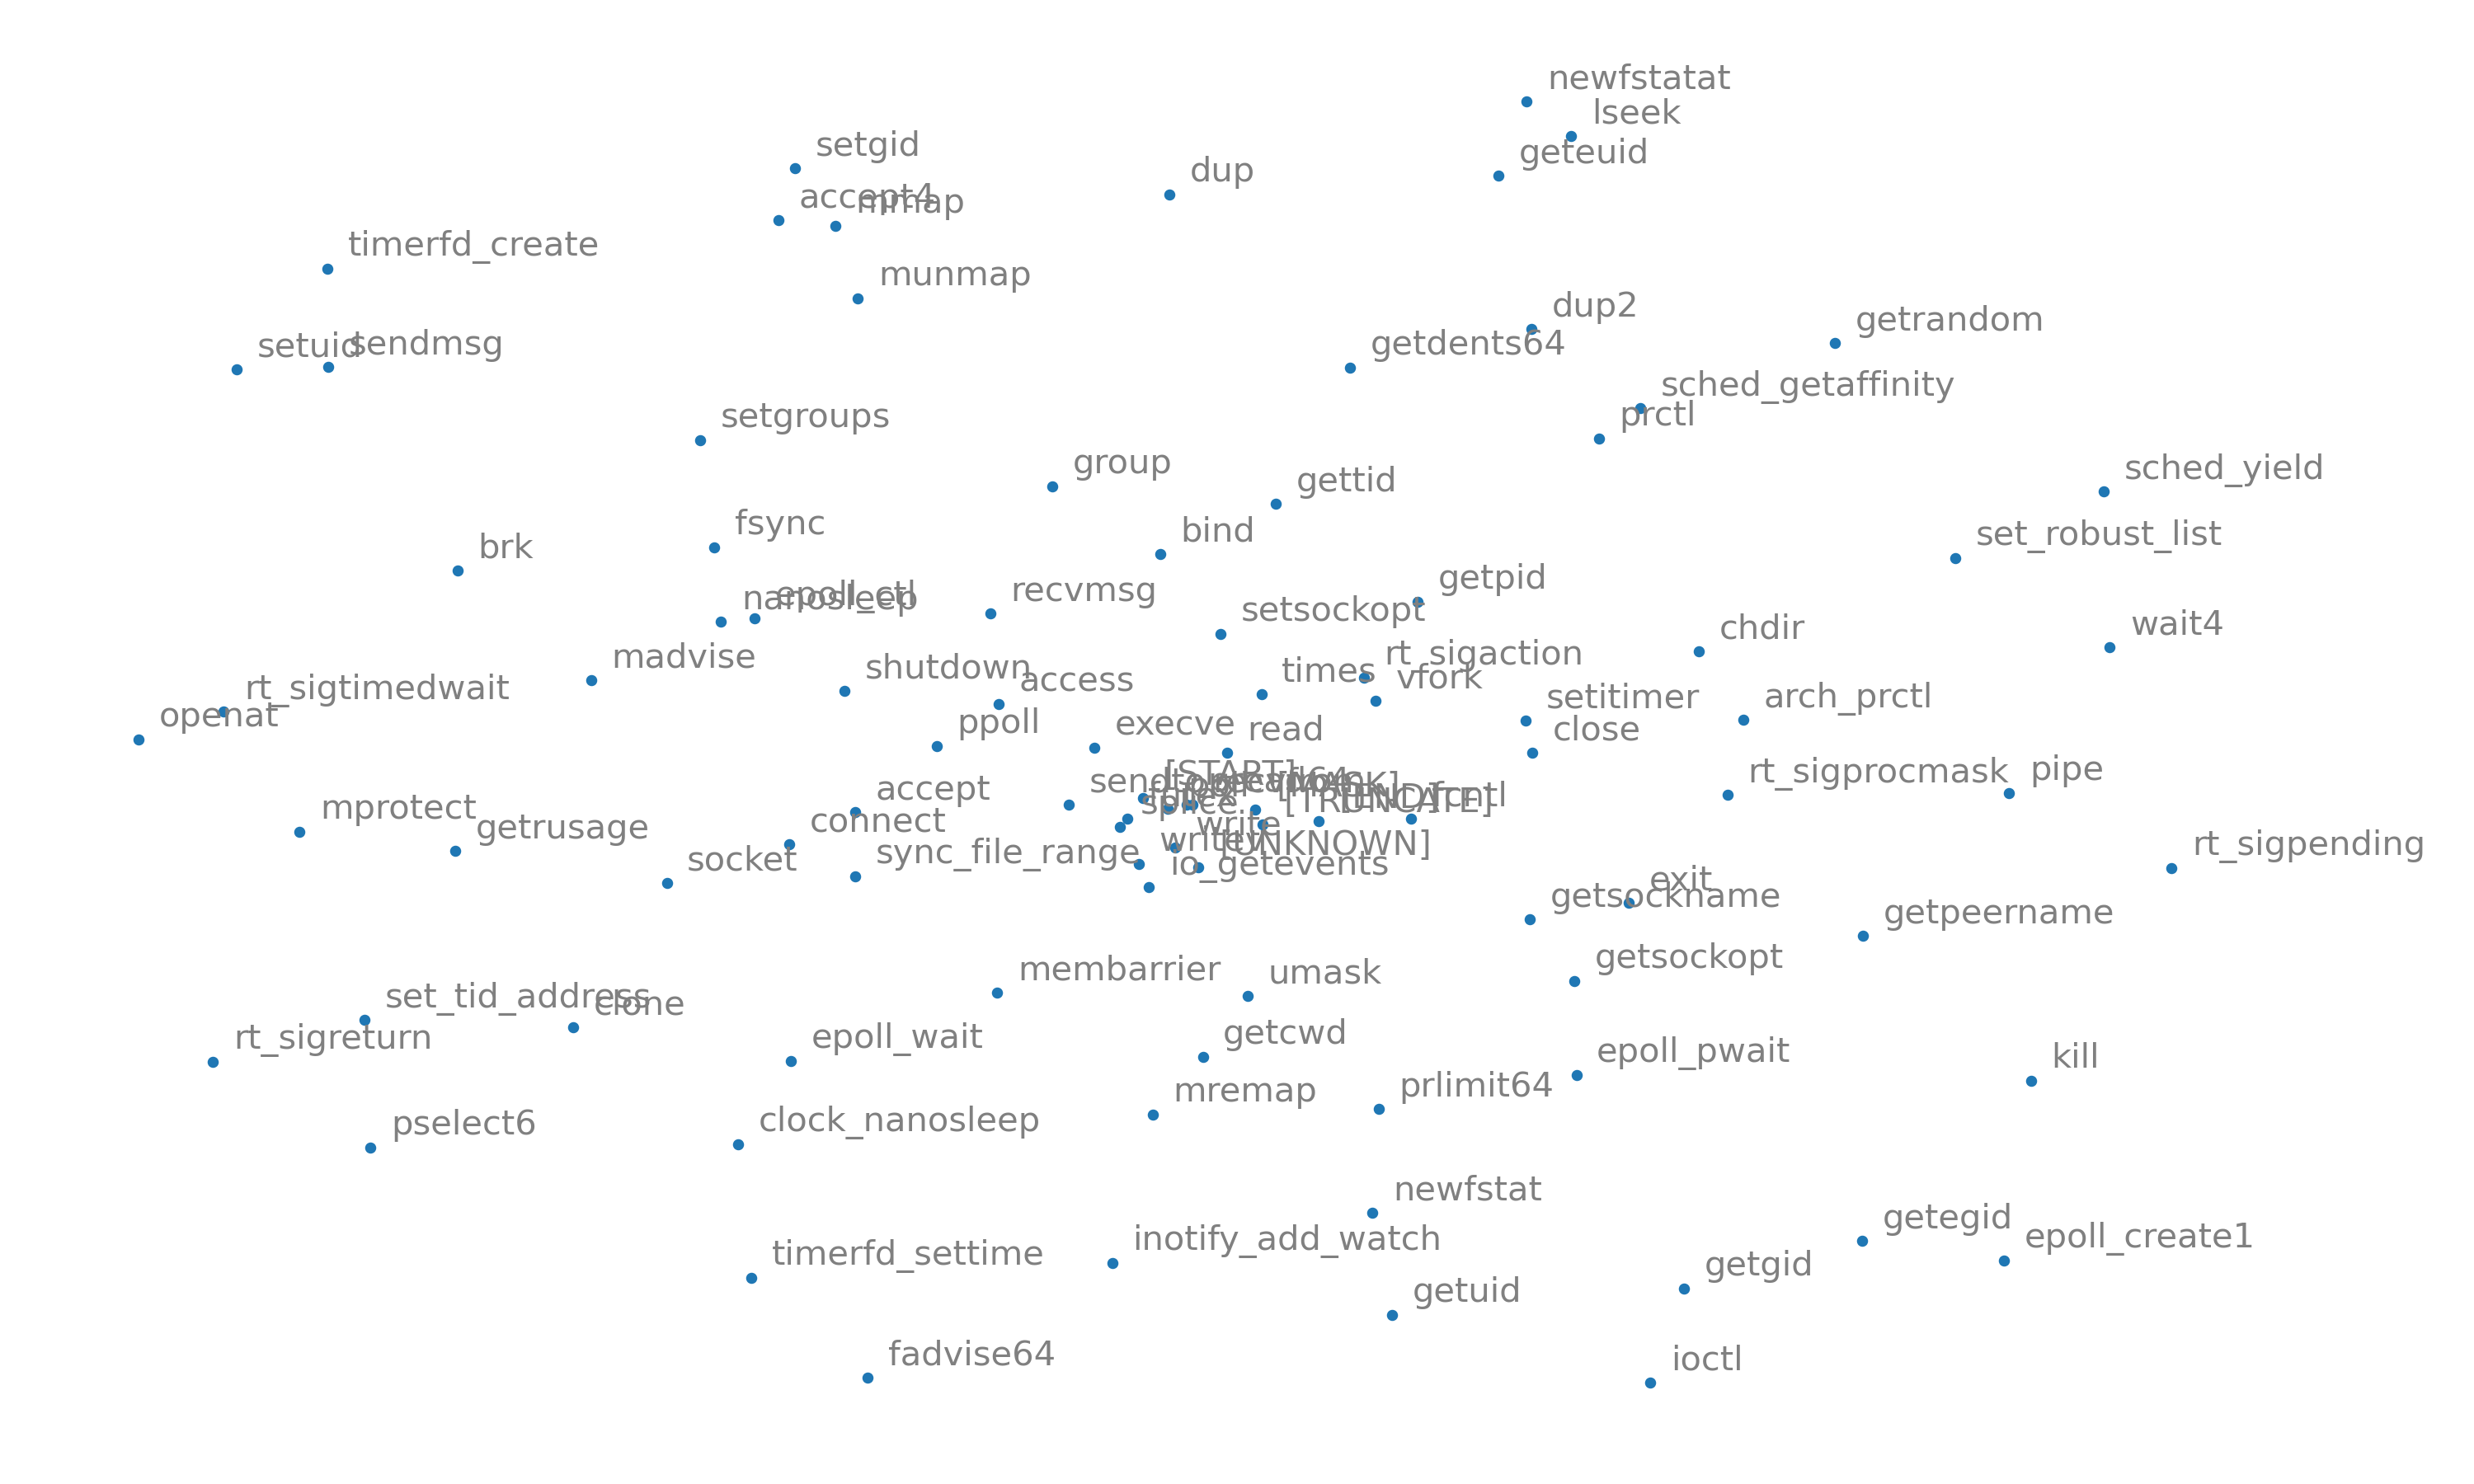 newfstatat
lseek
setgid
geteuid
dup
accept4
mmap
timerfd_create
munmap
dup2
getrandom
setuid
sendmsg
getdents64
sched_getaffinity
setgroups
prctl
group
sched_yield
gettid
fsync
bind
set_robust_list
brk
getpid
recvmsg
epoll_ctl
nanosleep
setsockopt
chdir
wait4
madvise
rt_sigaction
shutdown
times
vfork
access
rt_sigtimedwait
setitimer
arch_prctl
openat
ppoll
execve
read
close
[START]
rt_sigprocmask
pipe
accept
[MASK]
fcntl
mprotect
[TRUNCATE]
splice
connect
getrusage
write
[UNKNOWN]
writev
socket
sync_file_range
io_getevents
rt_sigpending
exit
getsockname
getpeername
getsockopt
membarrier
umask
set_tid_address
clone
rt_sigreturn
epoll_wait
getcwd
epoll_pwait
kill
mremap
prlimit64
pselect6
clock_nanosleep
newfstat
getegid
inotify_add_watch
epoll_create1
timerfd_settime
getgid
getuid
fadvise64
ioctl